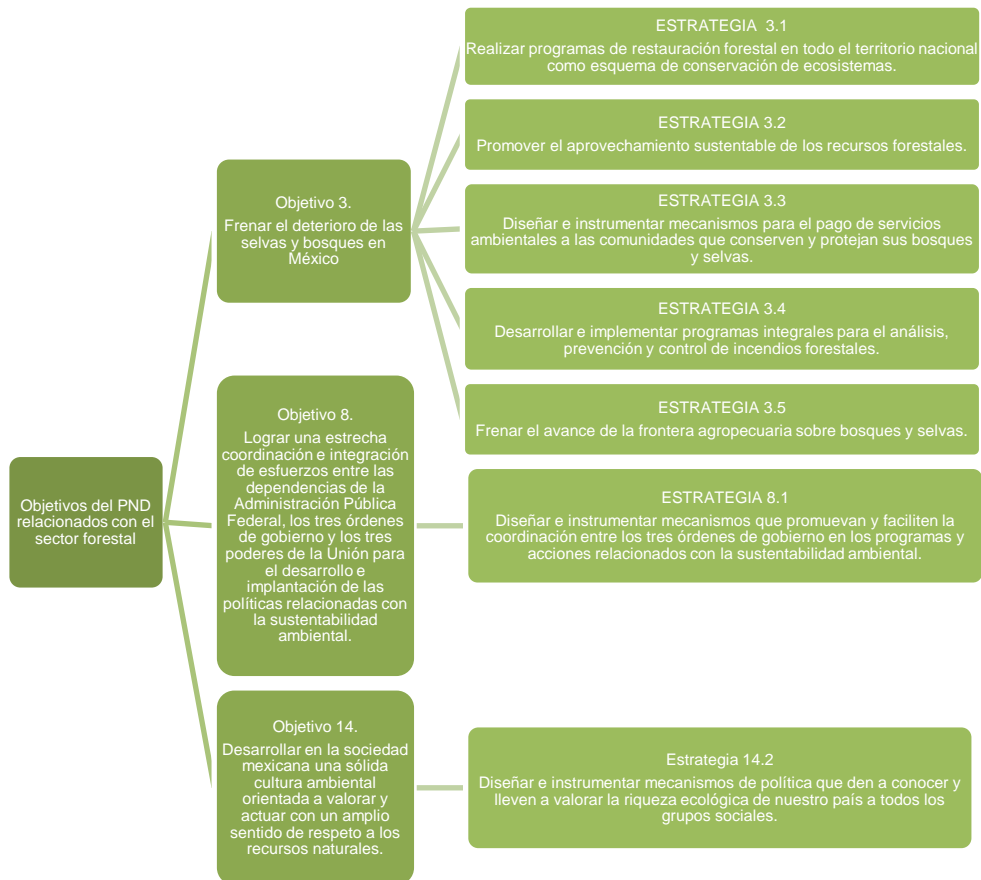 Objetivos del PND
relacionados con el
sector forestal
Objetivo 3.
Frenar el deterioro de las
selvas y bosques en
México
ESTRATEGIA 3.1
Realizar programas de restauración forestal en todo el territorio nacional
como esquema de conservación de ecosistemas.
ESTRATEGIA 3.2
Promover el aprovechamiento sustentable de los recursos forestales.
ESTRATEGIA 3.3
Diseñar e instrumentar mecanismos para el pago de servicios
ambientales a las comunidades que conserven y protejan sus bosques
y selvas.
ESTRATEGIA 3.4
Desarrollar e implementar programas integrales para el análisis,
prevención y control de incendios forestales.
ESTRATEGIA 3.5
Frenar el avance de la frontera agropecuaria sobre bosques y selvas.
Objetivo 8.
Lograr una estrecha
coordinación e integración
de esfuerzos entre las
dependencias de la
Administración Pública
Federal, los tres órdenes
de gobierno y los tres
poderes de la Unión para
el desarrollo e
implantación de las
políticas relacionadas con
la sustentabilidad
ambiental.
ESTRATEGIA 8.1
Diseñar e instrumentar mecanismos que promuevan y faciliten la
coordinación entre los tres órdenes de gobierno en los programas y
acciones relacionados con la sustentabilidad ambiental.
Objetivo 14.
Desarrollar en la sociedad
mexicana una sólida
cultura ambiental
orientada a valorar y
actuar con un amplio
sentido de respeto a los
recursos naturales.
Estrategia 14.2
Diseñar e instrumentar mecanismos de política que den a conocer y
lleven a valorar la riqueza ecológica de nuestro país a todos los
grupos sociales.